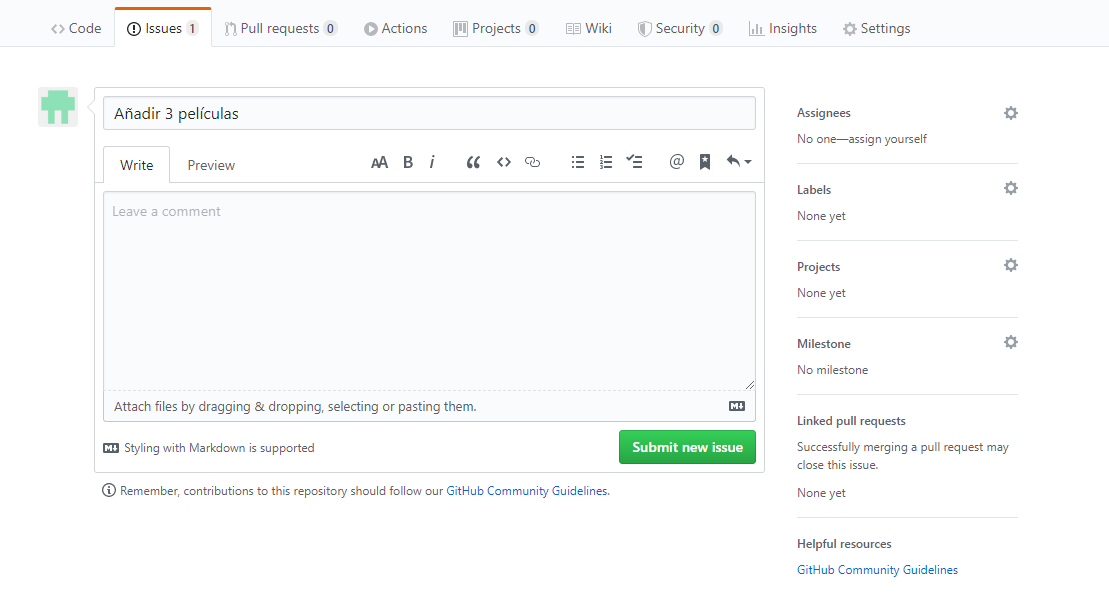 Code Issues 1 Pull requests 0 Actions Projects 0 Wiki Security 0 Insights Settings
Añadir 3 películas
Write Preview AA B i
Leave a comment
Attach files by dragging & dropping, selecting or pasting them.
Styling with Markdown is supported Submit new issue
Remember, contributions to this repository should follow our GitHub Community Guidelines.
Assignees
No one—assign yourself
Labels
None yet
Projects
None yet
Milestone
No milestone
Linked pull requests
Successfully merging a pull request may
close this issue.
None yet
Helpful resources
GitHub Community Guidelines